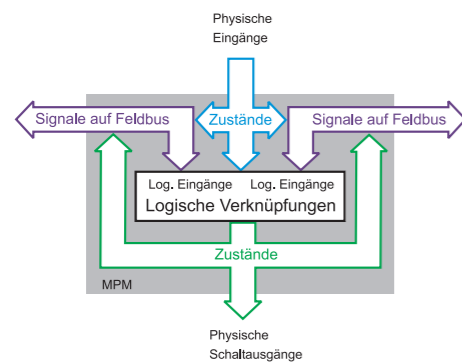 Physische
Eingänge
Signale auf Feldbus
Zustände
Signale auf Feldbus
Log. Eingänge
Log. Eingänge
Logische Verknüpfungen
Zustände
MPM
Physische
Schaltausgänge